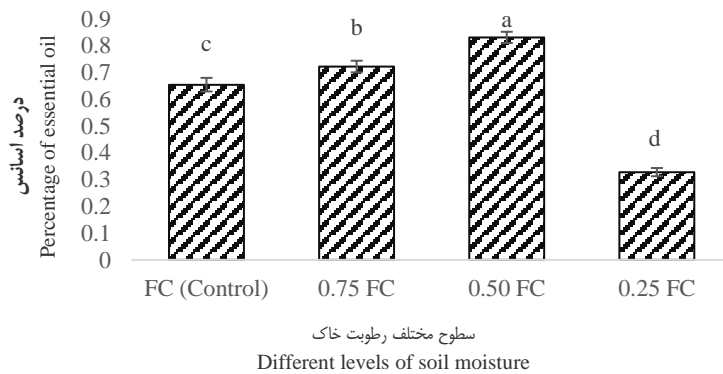 درصد اسانس
Percentage of essential oil
0.9
0.8
0.7
0.6
0.5
0.4
0.3
0.2
0.1
0
c
b
a
d
FC (Control) 0.75 FC 0.50 FC 0.25 FC
سطوح مختلف رطوبت خاک
Different levels of soil moisture